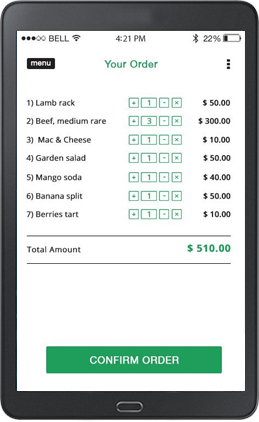 BELL 4:21 PM 22%
menu Your Order
1) Lamb rack + 1 - × $ 50.00
2) Beef, medium rare + 3 - × $ 300.00
3) Mac & Cheese + 1 - × $ 10.00
4) Garden salad + 1 - × $ 50.00
5) Mango soda + 1 - × $ 40.00
6) Banana split + 1 - × $ 50.00
7) Berries tart + 1 - × $ 10.00
Total Amount $ 510.00
CONFIRM ORDER